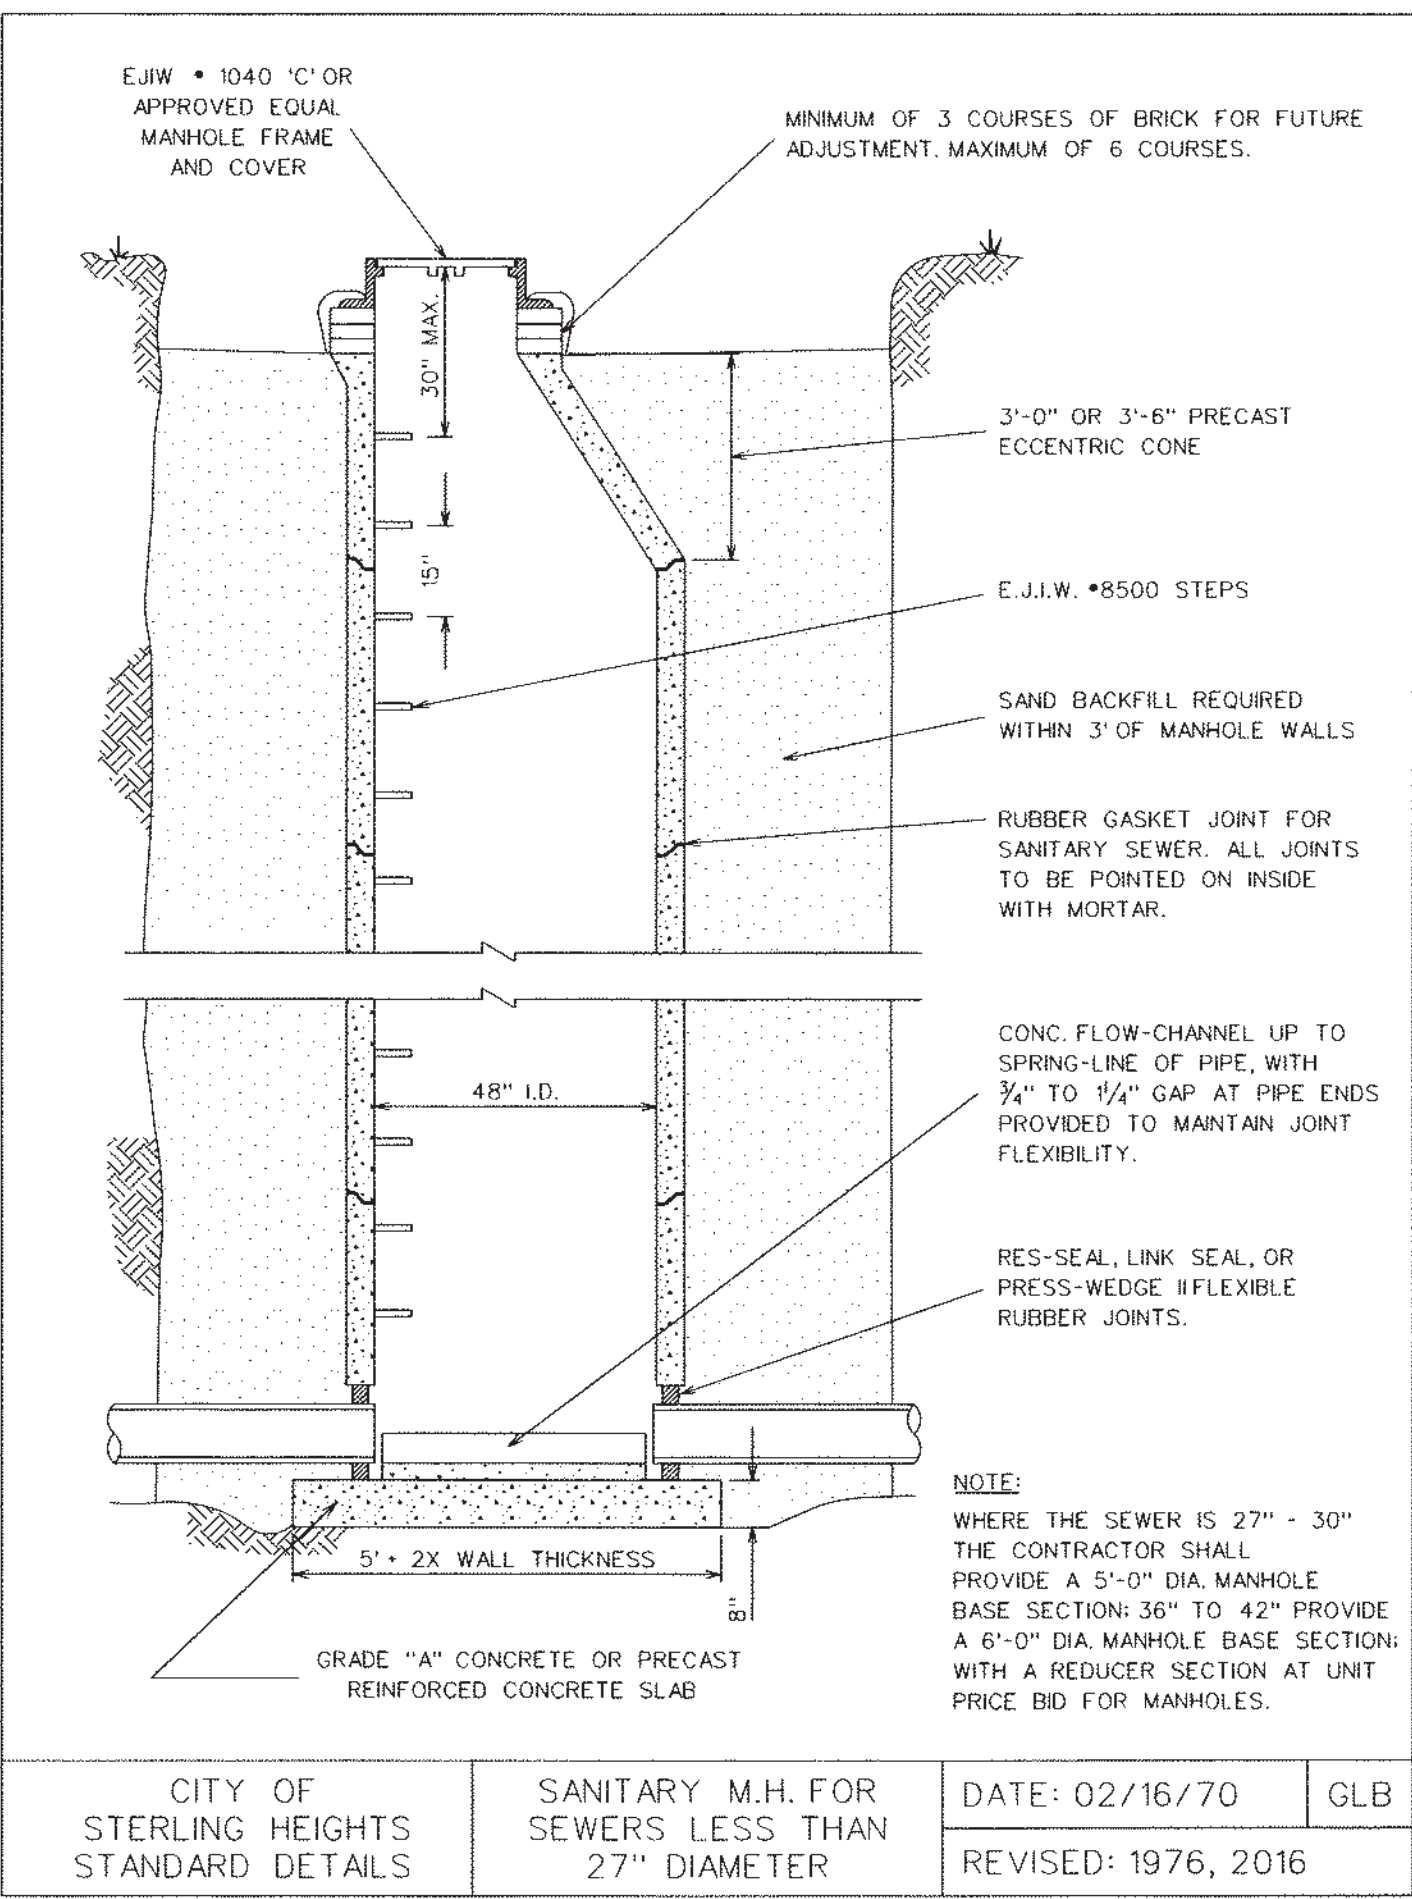 EJIW • 1040 'C' OR
APPROVED EQUAL
MANHOLE FRAME
AND COVER
MINIMUM OF 3 COURSES OF BRICK FOR FUTURE
ADJUSTMENT. MAXIMUM OF 6 COURSES.
30" MAX.
3'-0" OR 3'-6" PRECAST
ECCENTRIC CONE
15"
E.J.I.W. •8500 STEPS
SAND BACKFILL REQUIRED
WITHIN 3' OF MANHOLE WALLS
RUBBER GASKET JOINT FOR
SANITARY SEWER. ALL JOINTS
TO BE POINTED ON INSIDE
WITH MORTAR.
CONC. FLOW-CHANNEL UP TO
SPRING-LINE OF PIPE, WITH
3/4" TO 1 1/4" GAP AT PIPE ENDS
PROVIDED TO MAINTAIN JOINT
FLEXIBILITY.
48" I.D.
RES-SEAL, LINK SEAL, OR
PRESS-WEDGE II FLEXIBLE
RUBBER JOINTS.
5' + 2X WALL THICKNESS
8"
GRADE "A" CONCRETE OR PRECAST
REINFORCED CONCRETE SLAB
NOTE:
WHERE THE SEWER IS 27" - 30"
THE CONTRACTOR SHALL
PROVIDE A 5'-0" DIA. MANHOLE
BASE SECTION; 36" TO 42" PROVIDE
A 6'-0" DIA. MANHOLE BASE SECTION;
WITH A REDUCER SECTION AT UNIT
PRICE BID FOR MANHOLES.
CITY OF
STERLING HEIGHTS
STANDARD DETAILS
SANITARY M.H. FOR
SEWERS LESS THAN
27" DIAMETER
DATE: 02/16/70
GLB
REVISED: 1976, 2016